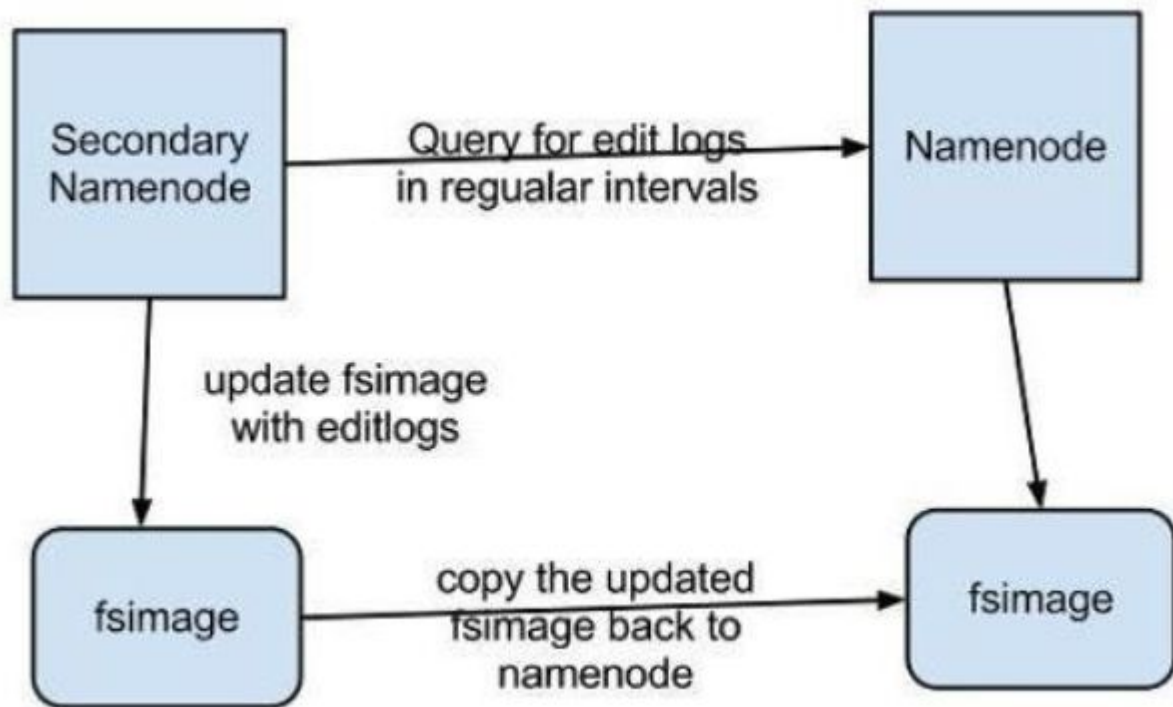 Secondary
Namenode
Query for edit logs
in regualar intervals
Namenode
update fsimage
with editlogs
fsimage
copy the updated
fsimage back to
namenode
fsimage